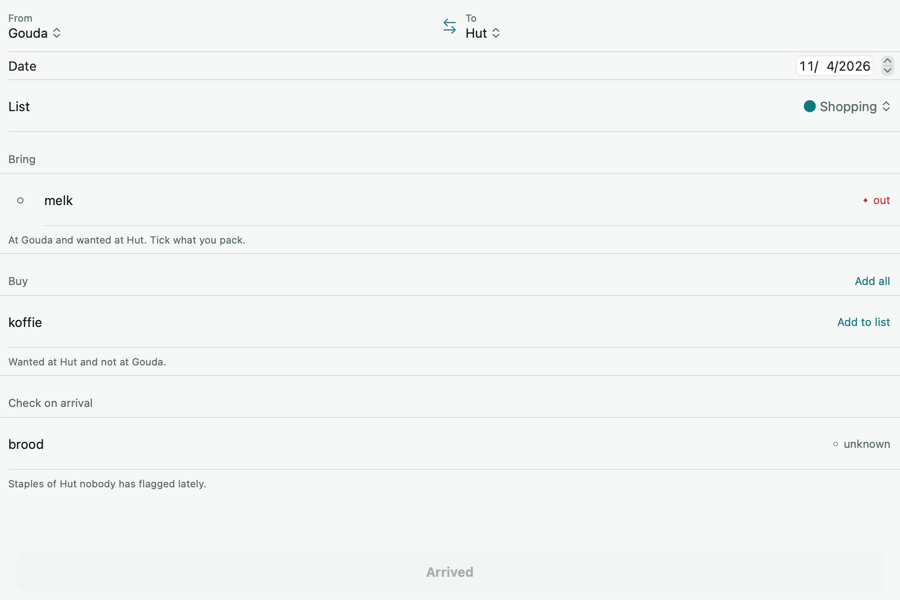 From
Gouda
To
Hut
Date
11/ 4/2026
List
Shopping
Bring
melk
out
At Gouda and wanted at Hut. Tick what you pack.
Buy
Add all
koffie
Add to list
Wanted at Hut and not at Gouda.
Check on arrival
brood
unknown
Staples of Hut nobody has flagged lately.
Arrived